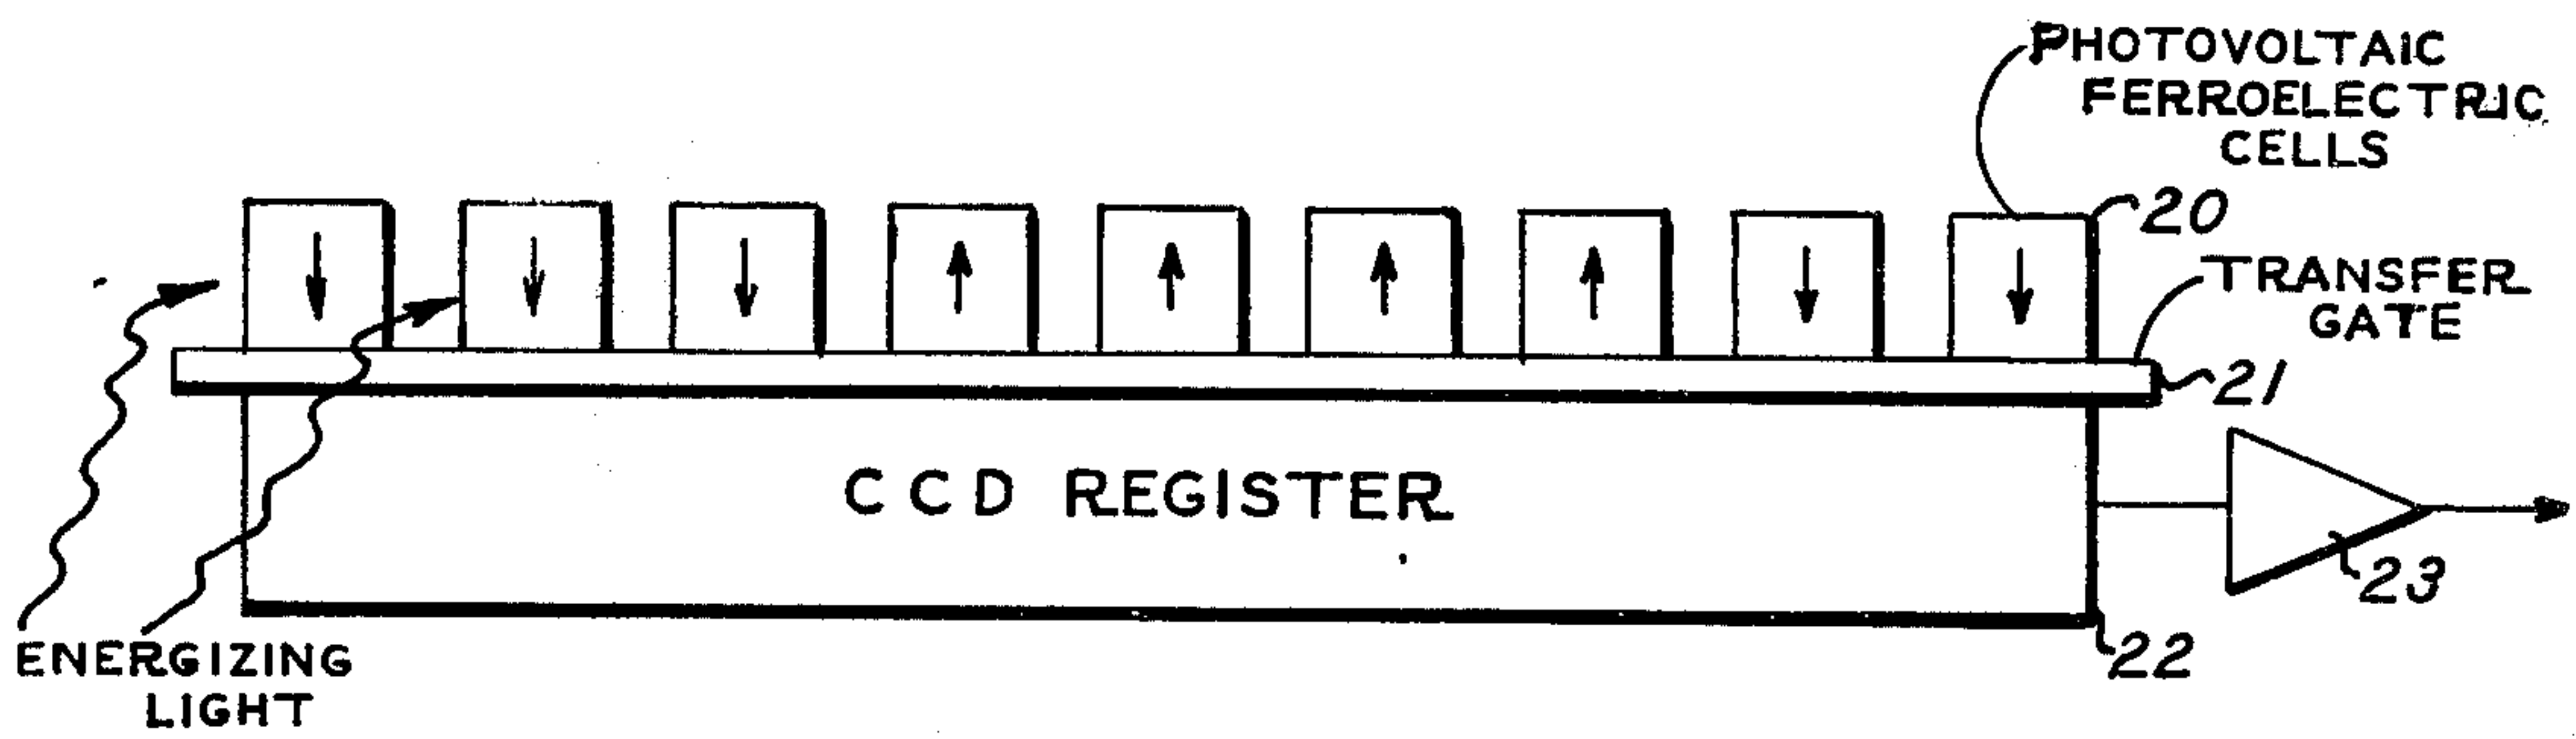 PHOTOVOLTAIC
FERROELECTRIC
CELLS
20
TRANSFER
GATE
21
CCD REGISTER
23
22
ENERGIZING
LIGHT